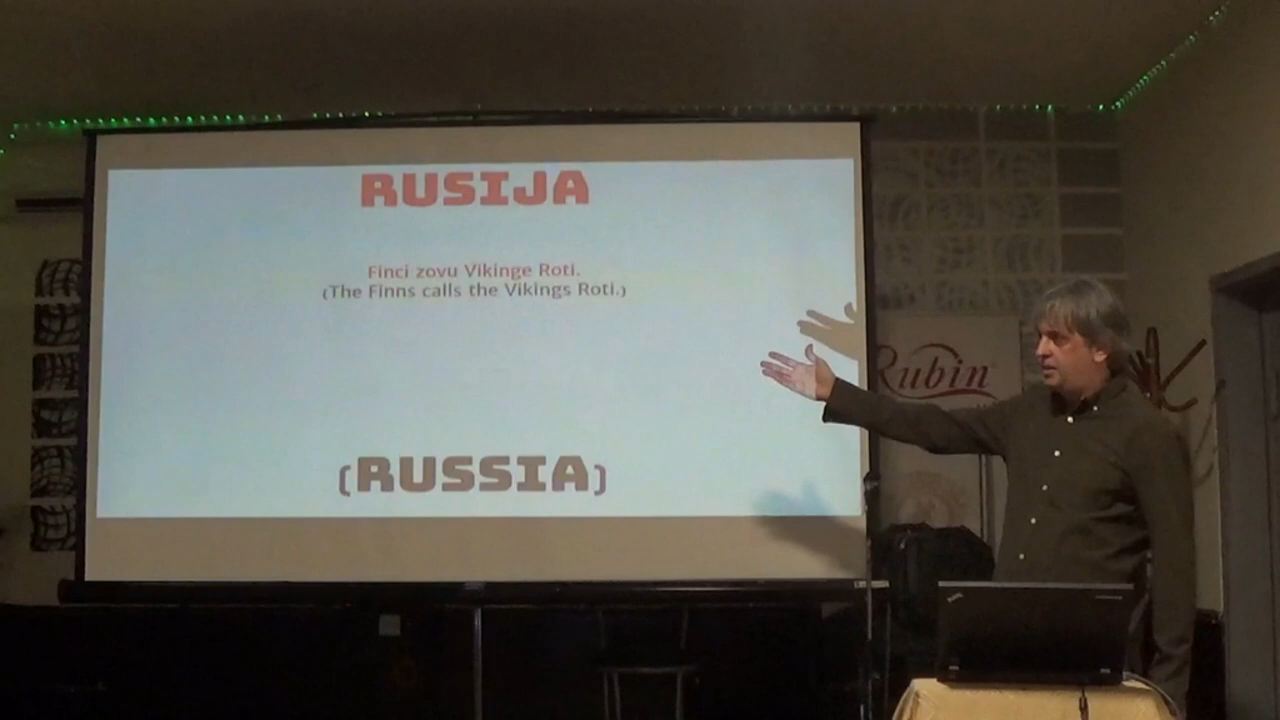 RUSIJA
Finci zovu Vikinge Roti.
(The Finns calls the Vikings Roti.)
(RUSSIA)
Rubin